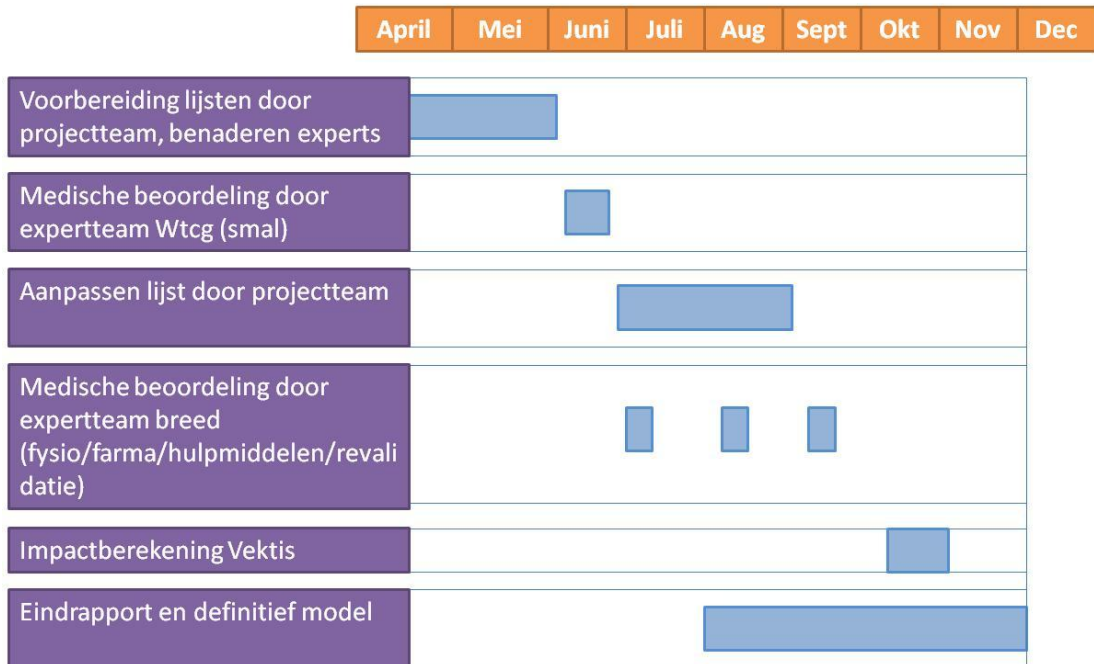 April Mei Juni Juli Aug Sept Okt Nov Dec
Voorbereiding lijsten door
projectteam, benaderen experts
Medische beoordeling door
expertteam Wtcg (smal)
Aanpassen lijst door projectteam
Medische beoordeling door
expertteam breed
(fysio/farma/hulpmiddelen/revali
datie)
Impactberekening Vektis
Eindrapport en definitief model